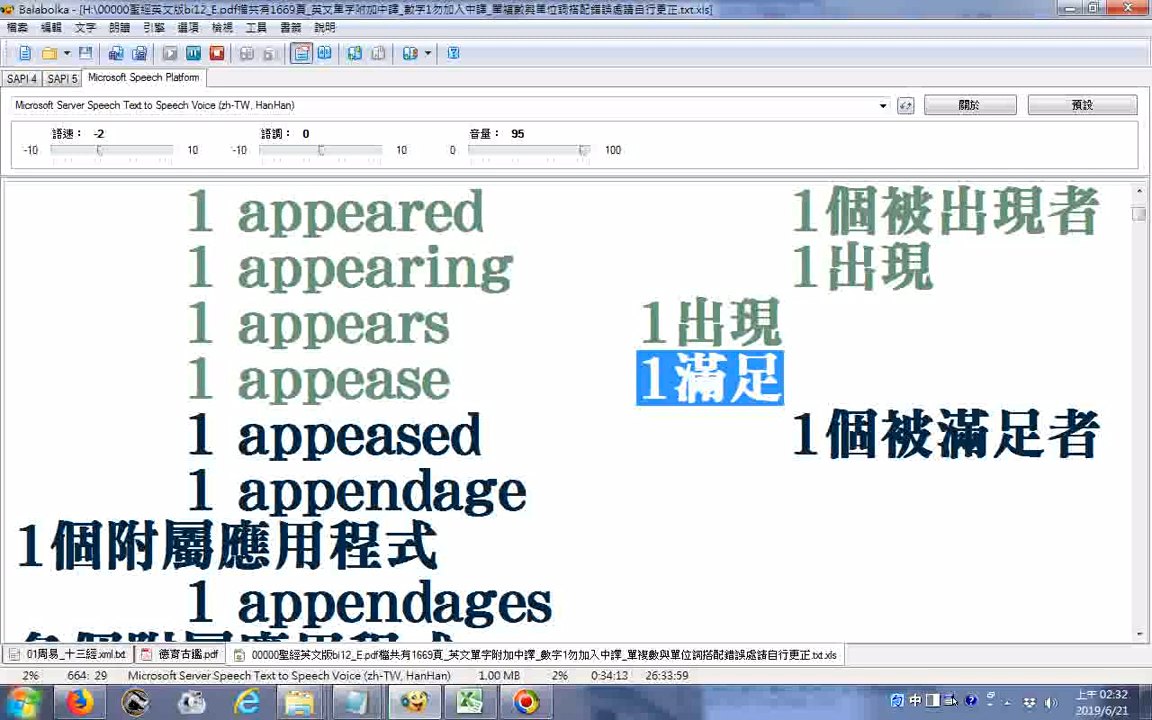 Balabolka - [H:\00000聖經英文版bi12_E.pdf檔共有1669頁_英文單字附加中譯_數字1勿加入中譯_單複數與單位詞搭配錯誤處請自行更正.txt.xls]
檔案 編輯 文字 朗讀 引擎 選項 檢視 工具 書籤 說明
SAPI 4 SAPI 5 Microsoft Speech Platform
Microsoft Server Speech Text to Speech Voice (zh-TW, HanHan) 關於 預設
語速： -2 語調： 0 音量： 95
-10 10 -10 10 0 100
1 appeared 1個被出現者
1 appearing 1出現
1 appears 1出現
1 appease 1滿足
1 appeased 1個被滿足者
1 appendage
1個附屬應用程式
1 appendages
01周易_十三經.xml.txt 德育古鑑.pdf 00000聖經英文版bi12_E.pdf檔共有1669頁_英文單字附加中譯_數字1勿加入中譯_單複數與單位詞搭配錯誤處請自行更正.txt.xls
2% 664: 29 Microsoft Server Speech Text to Speech Voice (zh-TW, HanHan) 1.00 MB 2% 0:34:13 26:33:59
中 上午 02:32
2019/6/21